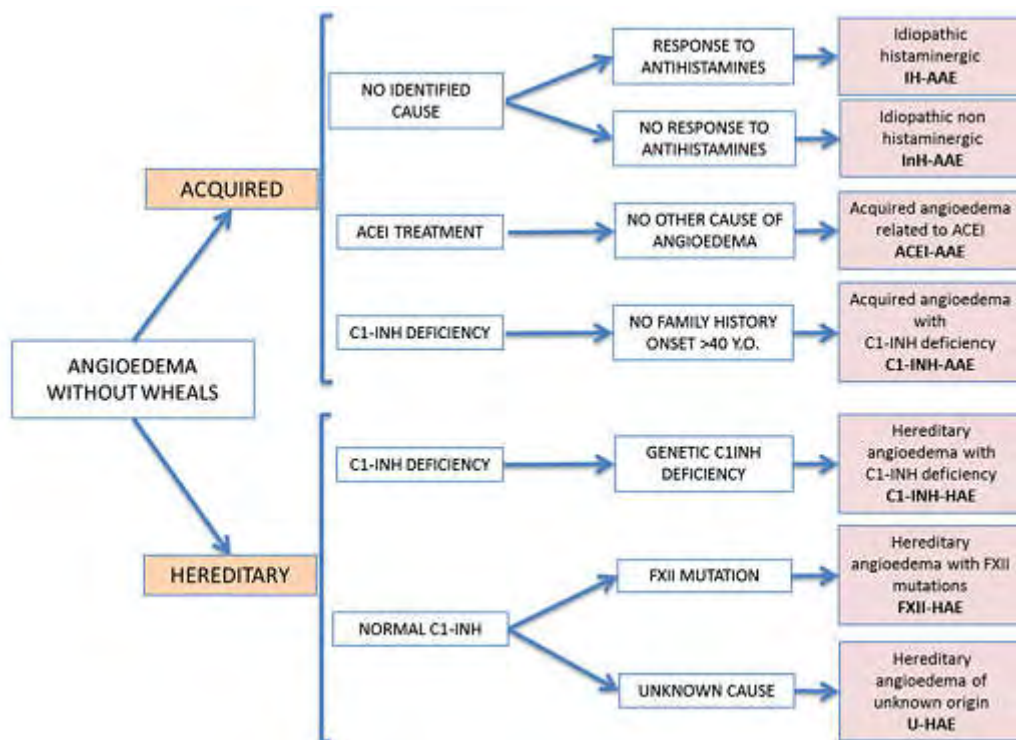 ANGIOEDEMA
WITHOUT WHEALS
ACQUIRED
NO IDENTIFIED
CAUSE
RESPONSE TO
ANTIHISTAMINES
Idiopathic
histaminergic
IH-AAE
NO RESPONSE TO
ANTIHISTAMINES
Idiopathic non
histaminergic
InH-AAE
ACEI TREATMENT
NO OTHER CAUSE OF
ANGIOEDEMA
Acquired angioedema
related to ACEI
ACEI-AAE
C1-INH DEFICIENCY
NO FAMILY HISTORY
ONSET >40 Y.O.
Acquired angioedema
with
C1-INH deficiency
C1-INH-AAE
HEREDITARY
C1-INH DEFICIENCY
GENETIC C1INH
DEFICIENCY
Hereditary
angioedema with
C1-INH deficiency
C1-INH-HAE
NORMAL C1-INH
FXII MUTATION
Hereditary
angioedema with FXII
mutations
FXII-HAE
UNKNOWN CAUSE
Hereditary
angioedema of
unknown origin
U-HAE